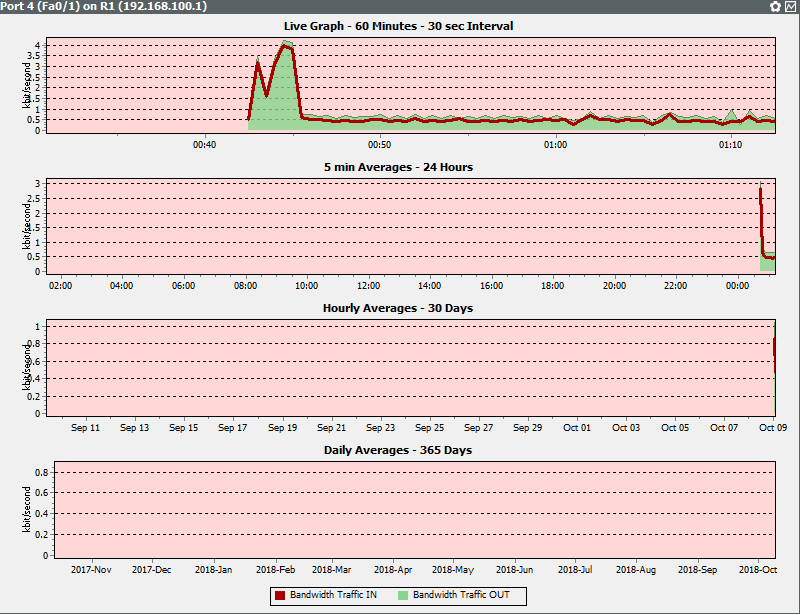 Port 4 (Fa0/1) on R1 (192.168.100.1)
Live Graph - 60 Minutes - 30 sec Interval
kbit/second
4
3.5
3
2.5
2
1.5
1
0.5
0
00:40 00:50 01:00 01:10
5 min Averages - 24 Hours
kbit/second
3
2.5
2
1.5
1
0.5
0
02:00 04:00 06:00 08:00 10:00 12:00 14:00 16:00 18:00 20:00 22:00 00:00
Hourly Averages - 30 Days
kbit/second
1
0.8
0.6
0.4
0.2
0
Sep 11 Sep 13 Sep 15 Sep 17 Sep 19 Sep 21 Sep 23 Sep 25 Sep 27 Sep 29 Oct 01 Oct 03 Oct 05 Oct 07 Oct 09
Daily Averages - 365 Days
kbit/second
0.8
0.6
0.4
0.2
0
2017-Nov 2017-Dec 2018-Jan 2018-Feb 2018-Mar 2018-Apr 2018-May 2018-Jun 2018-Jul 2018-Aug 2018-Sep 2018-Oct
Bandwidth Traffic IN Bandwidth Traffic OUT